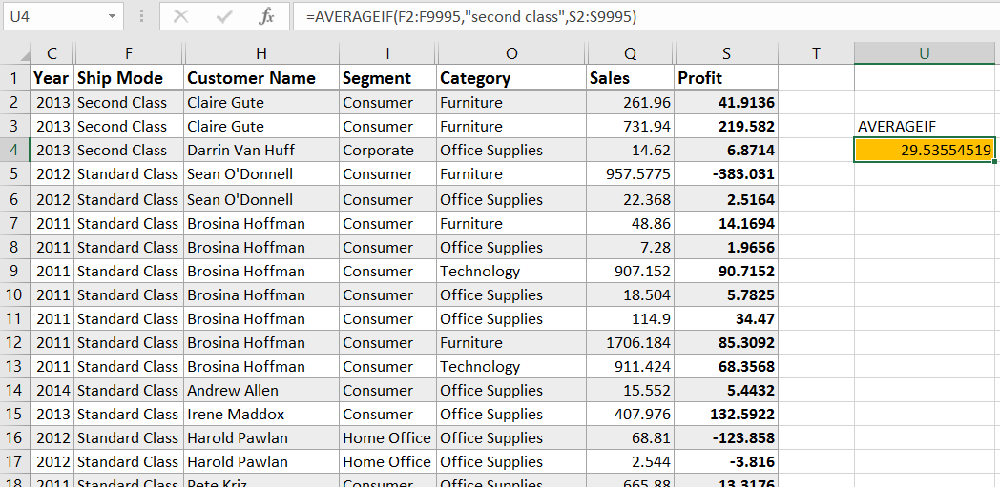 U4 fx =AVERAGEIF(F2:F9995,"second class",S2:S9995)
C F H I O Q S T U
1 Year Ship Mode Customer Name Segment Category Sales Profit
2 2013 Second Class Claire Gute Consumer Furniture 261.96 41.9136
3 2013 Second Class Claire Gute Consumer Furniture 731.94 219.582 AVERAGEIF
4 2013 Second Class Darrin Van Huff Corporate Office Supplies 14.62 6.8714 29.53554519
5 2012 Standard Class Sean O'Donnell Consumer Furniture 957.5775 -383.031
6 2012 Standard Class Sean O'Donnell Consumer Office Supplies 22.368 2.5164
7 2011 Standard Class Brosina Hoffman Consumer Furniture 48.86 14.1694
8 2011 Standard Class Brosina Hoffman Consumer Office Supplies 7.28 1.9656
9 2011 Standard Class Brosina Hoffman Consumer Technology 907.152 90.7152
10 2011 Standard Class Brosina Hoffman Consumer Office Supplies 18.504 5.7825
11 2011 Standard Class Brosina Hoffman Consumer Office Supplies 114.9 34.47
12 2011 Standard Class Brosina Hoffman Consumer Furniture 1706.184 85.3092
13 2011 Standard Class Brosina Hoffman Consumer Technology 911.424 68.3568
14 2014 Standard Class Andrew Allen Consumer Office Supplies 15.552 5.4432
15 2013 Standard Class Irene Maddox Consumer Office Supplies 407.976 132.5922
16 2012 Standard Class Harold Pawlan Home Office Office Supplies 68.81 -123.858
17 2012 Standard Class Harold Pawlan Home Office Office Supplies 2.544 -3.816
18 2011 Standard Class Pete Kriz Consumer Office Supplies 665.88 13.3176